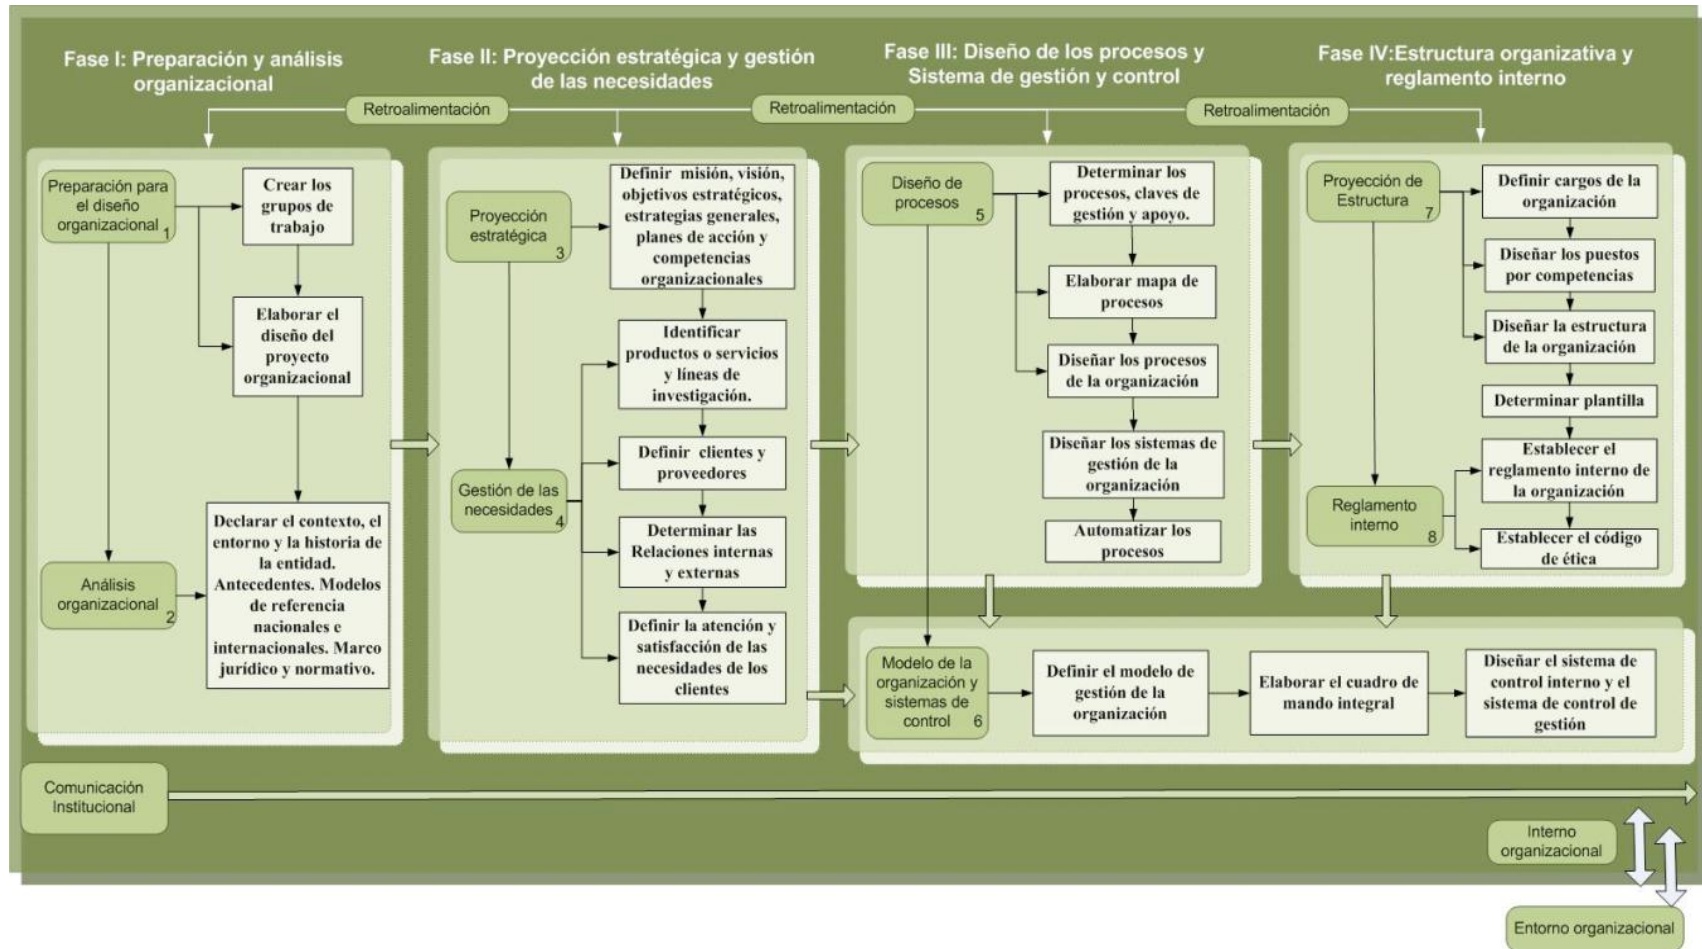 Fase I: Preparación y análisis
organizacional
Fase II: Proyección estratégica y gestión
de las necesidades
Fase III: Diseño de los procesos y
Sistema de gestión y control
Fase IV:Estructura organizativa y
reglamento interno
Retroalimentación
Retroalimentación
Retroalimentación
Preparación para
el diseño
organizacional
1
Crear los
grupos de
trabajo
Elaborar el
diseño del
proyecto
organizacional
Análisis
organizacional
2
Declarar el contexto, el
entorno y la historia de
la entidad.
Antecedentes. Modelos
de referencia
nacionales e
internacionales. Marco
jurídico y normativo.
Proyección
estratégica
3
Definir misión, visión,
objetivos estratégicos,
estrategias generales,
planes de acción y
competencias
organizacionales
Identificar
productos o servicios
y líneas de
investigación.
Gestión de las
necesidades
4
Definir clientes y
proveedores
Determinar las
Relaciones internas
y externas
Definir la atención y
satisfacción de las
necesidades de los
clientes
Diseño de
procesos
5
Determinar los
procesos, claves de
gestión y apoyo.
Elaborar mapa de
procesos
Diseñar los procesos
de la organización
Diseñar los sistemas de
gestión de la
organización
Automatizar los
procesos
Proyección de
Estructura
7
Definir cargos de la
organización
Diseñar los puestos
por competencias
Diseñar la estructura
de la organización
Determinar plantilla
Establecer el
reglamento interno de
la organización
Reglamento
interno
8
Establecer el código
de ética
Modelo de la
organización y
sistemas de
control
6
Definir el modelo de
gestión de la
organización
Elaborar el cuadro de
mando integral
Diseñar el sistema de
control interno y el
sistema de control de
gestión
Comunicación
Institucional
Interno
organizacional
Entorno organizacional